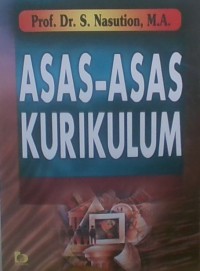 Prof. Dr. S. Nasution, M.A.
ASAS-ASAS
KURIKULUM